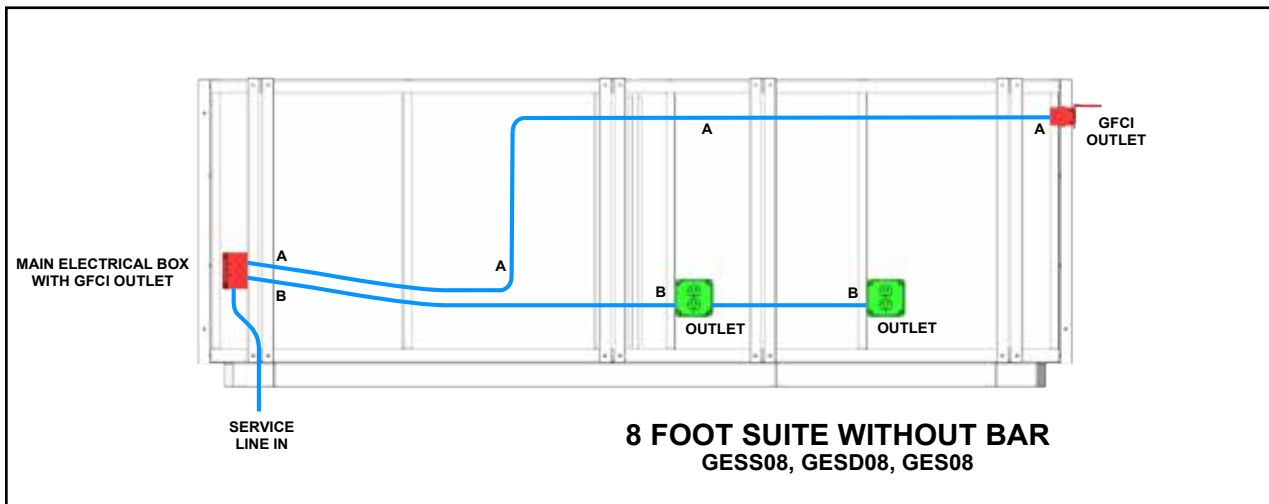 A
A
GFCI
OUTLET
MAIN ELECTRICAL BOX
WITH GFCI OUTLET
A
A
B
B
B
OUTLET
OUTLET
SERVICE
LINE IN
8 FOOT SUITE WITHOUT BAR
GESS08, GESD08, GES08